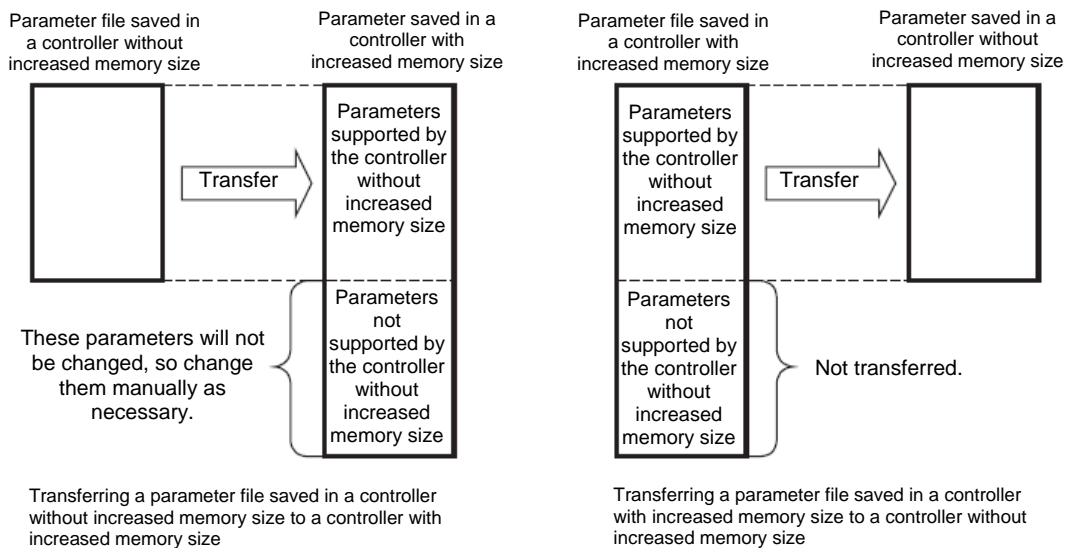 Parameter file saved in
a controller without
increased memory size
Parameter saved in a
controller with
increased memory size
Transfer
Parameters
supported by
the controller
without
increased
memory size
Parameters
not
supported by
the controller
without
increased
memory size
These parameters will not
be changed, so change
them manually as
necessary.
Transferring a parameter file saved in a controller
without increased memory size to a controller with
increased memory size
Parameter file saved in
a controller with
increased memory size
Parameter saved in a
controller without
increased memory size
Parameters
supported by
the controller
without
increased
memory size
Transfer
Parameters
not
supported by
the controller
without
increased
memory size
Not transferred.
Transferring a parameter file saved in a controller
with increased memory size to a controller without
increased memory size